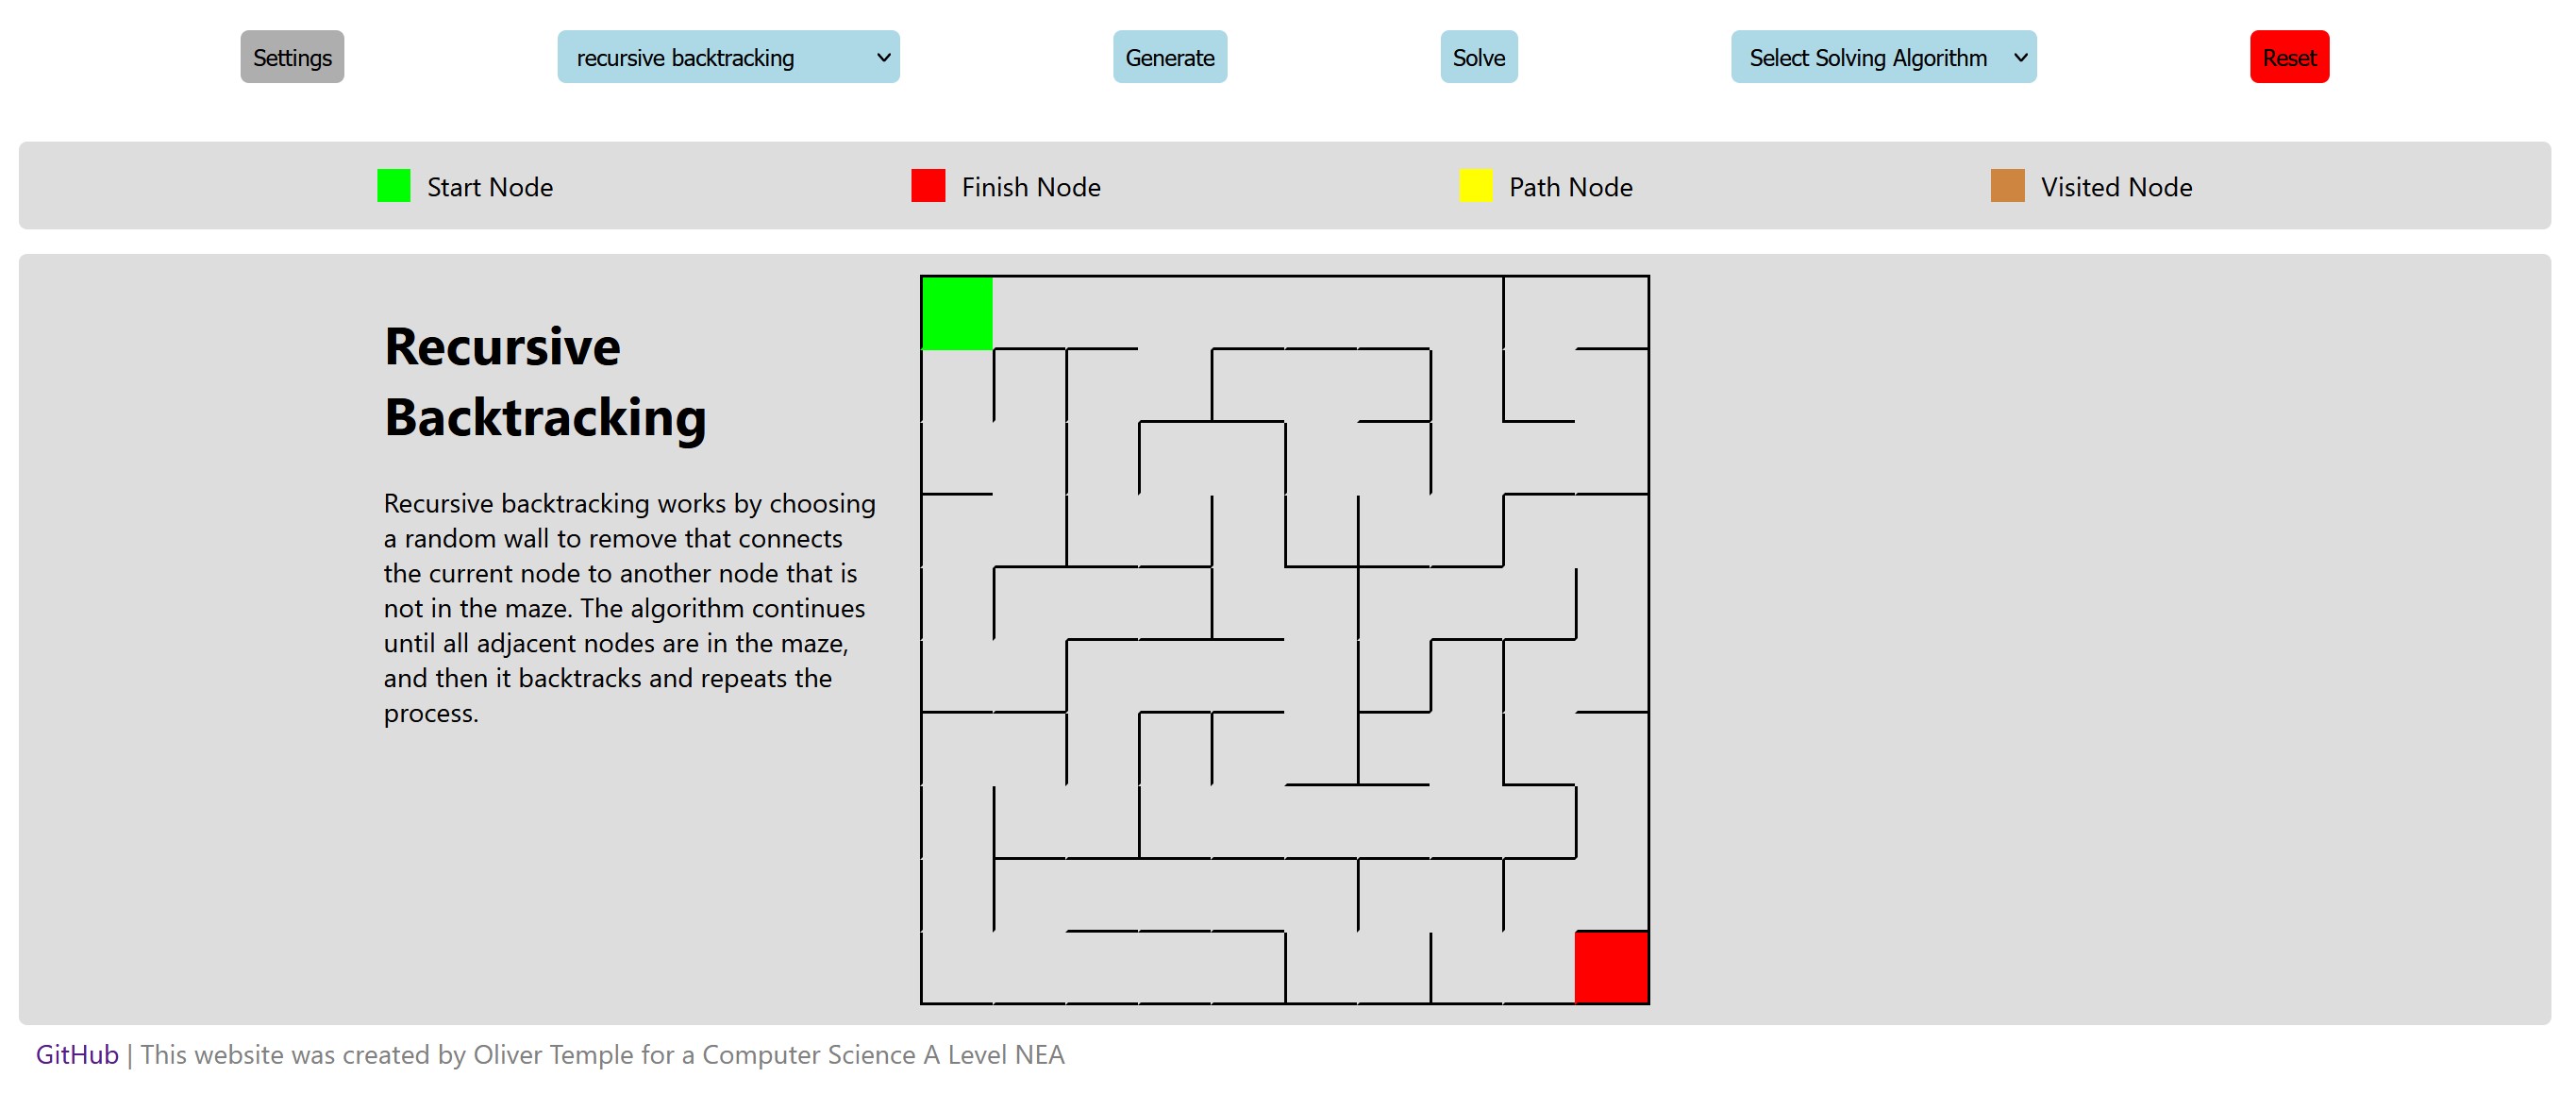 Settings
recursive backtracking
Generate
Solve
Select Solving Algorithm
Reset
Start Node
Finish Node
Path Node
Visited Node
Recursive
Backtracking
Recursive backtracking works by choosing
a random wall to remove that connects
the current node to another node that is
not in the maze. The algorithm continues
until all adjacent nodes are in the maze,
and then it backtracks and repeats the
process.
GitHub | This website was created by Oliver Temple for a Computer Science A Level NEA